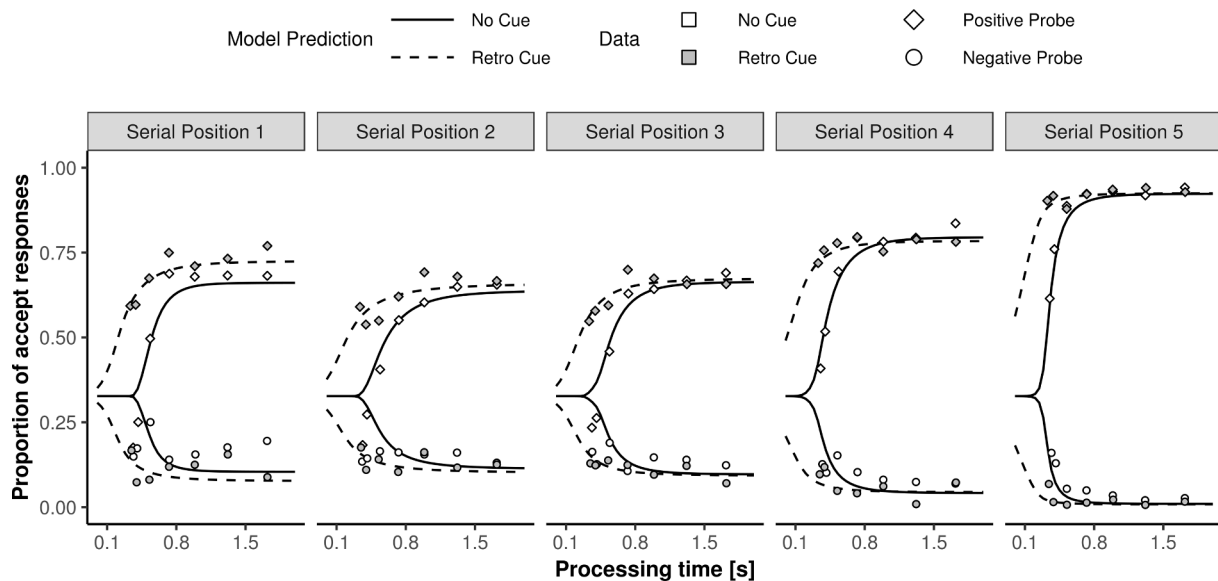 No Cue No Cue Positive Probe
Model Prediction Data
Retro Cue Retro Cue Negative Probe
Serial Position 1 Serial Position 2 Serial Position 3 Serial Position 4 Serial Position 5
Proportion of accept responses
1.00
0.75
0.50
0.25
0.00
0.1 0.8 1.5 0.1 0.8 1.5 0.1 0.8 1.5 0.1 0.8 1.5 0.1 0.8 1.5
Processing time [s]